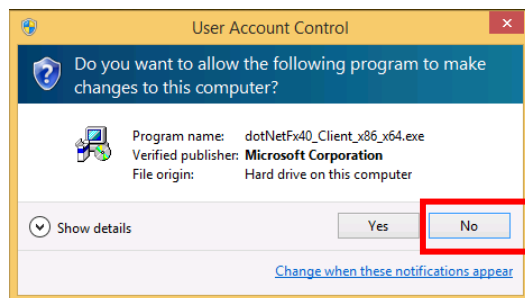 User Account Control
Do you want to allow the following program to make
changes to this computer?
Program name: dotNetFx40_Client_x86_x64.exe
Verified publisher: Microsoft Corporation
File origin: Hard drive on this computer
Show details
Yes
No
Change when these notifications appear